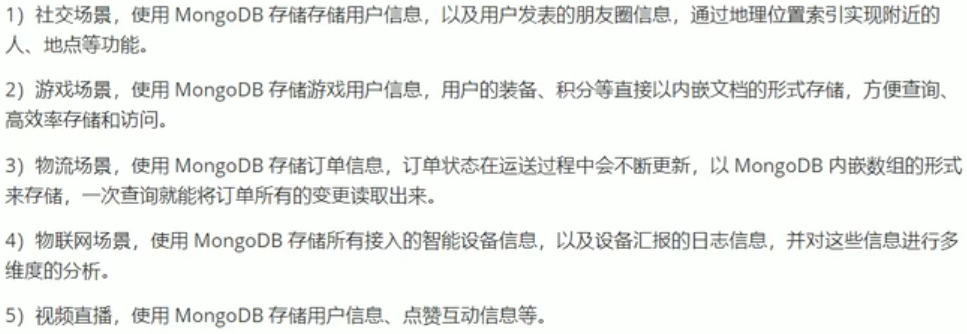 1）社交场景，使用 MongoDB 存储存储用户信息，以及用户发表的朋友圈信息，通过地理位置索引实现附近的
人、地点等功能。
2）游戏场景，使用 MongoDB 存储游戏用户信息，用户的装备、积分等直接以内嵌文档的形式存储，方便查询、
高效率存储和访问。
3）物流场景，使用 MongoDB 存储订单信息，订单状态在运送过程中会不断更新，以 MongoDB 内嵌数组的形式
来存储，一次查询就能将订单所有的变更读取出来。
4）物联网场景，使用 MongoDB 存储所有接入的智能设备信息，以及设备汇报的日志信息，并对这些信息进行多
维度的分析。
5）视频直播，使用 MongoDB 存储用户信息、点赞互动信息等。